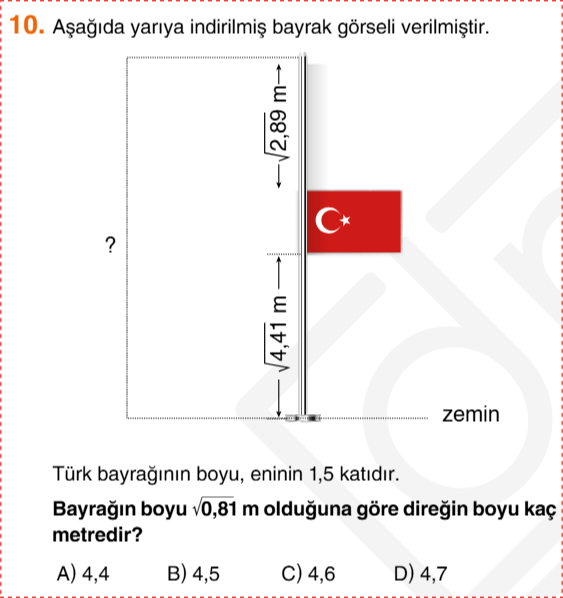 10. Aşağıda yarıya indirilmiş bayrak görseli verilmiştir.
√2,89 m
?
√4,41 m
zemin
Türk bayrağının boyu, eninin 1,5 katıdır.
Bayrağın boyu √0,81 m olduğuna göre direğin boyu kaç
metredir?
A) 4,4 B) 4,5 C) 4,6 D) 4,7